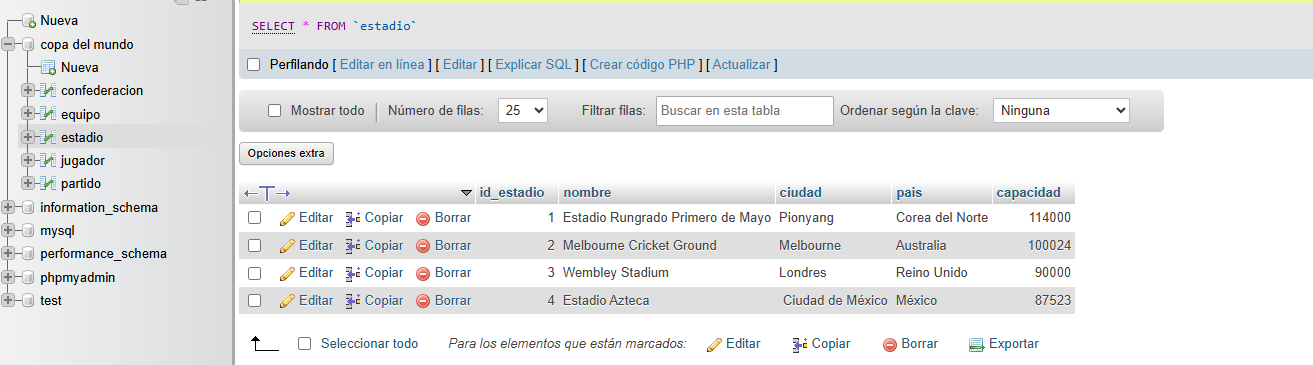 Nueva
copa del mundo
Nueva
confederacion
equipo
estadio
jugador
partido
information_schema
mysql
performance_schema
phpmyadmin
test
SELECT * FROM `estadio`
Perfilando [ Editar en línea ] [ Editar ] [ Explicar SQL ] [ Crear código PHP ] [ Actualizar ]
Mostrar todo Número de filas: 25 Filtrar filas: Buscar en esta tabla Ordenar según la clave: Ninguna
Opciones extra
id_estadio nombre ciudad pais capacidad
Editar Copiar Borrar 1 Estadio Rungrado Primero de Mayo Pionyang Corea del Norte 114000
Editar Copiar Borrar 2 Melbourne Cricket Ground Melbourne Australia 100024
Editar Copiar Borrar 3 Wembley Stadium Londres Reino Unido 90000
Editar Copiar Borrar 4 Estadio Azteca Ciudad de México México 87523
Seleccionar todo Para los elementos que están marcados: Editar Copiar Borrar Exportar